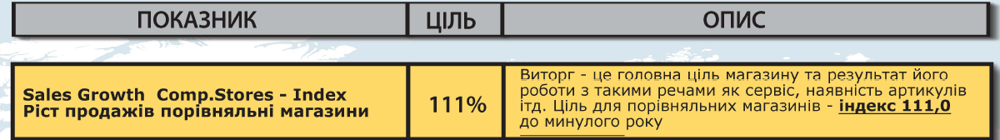 ПОКАЗНИК ЦІЛЬ ОПИС
Sales Growth  Comp.Stores - Index
Ріст продажів порівняльні магазини
111%
Виторг - це головна ціль магазину та результат його
роботи з такими речами як сервіс, наявність артикулів
ітд. Ціль для порівняльних магазинів - індекс 111,0
до минулого року